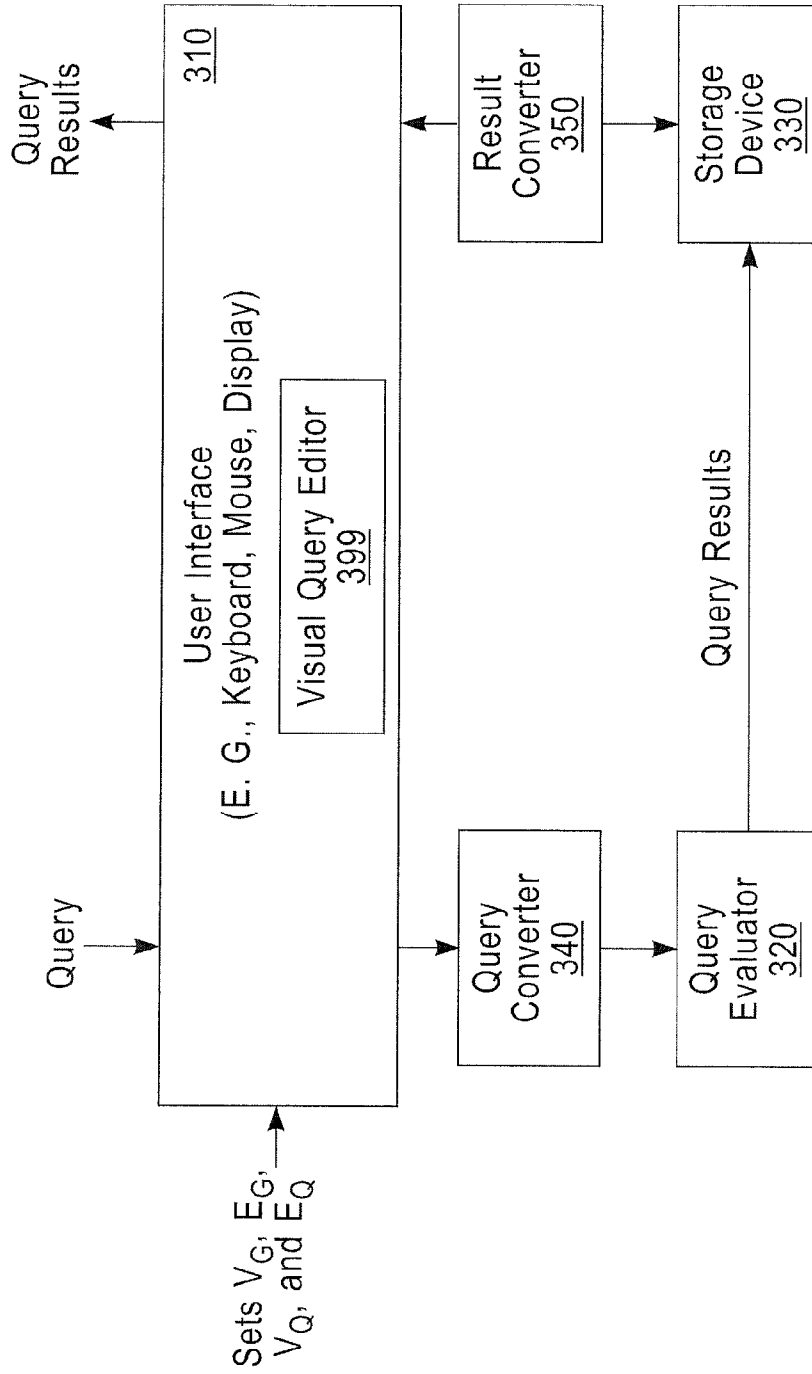 Query
Query
Results
Sets V_G, E_G,
V_Q, and E_Q
310
User Interface
(E. G., Keyboard, Mouse, Display)
Visual Query Editor
399
Query
Converter
340
Result
Converter
350
Query
Evaluator
320
Query Results
Storage
Device
330